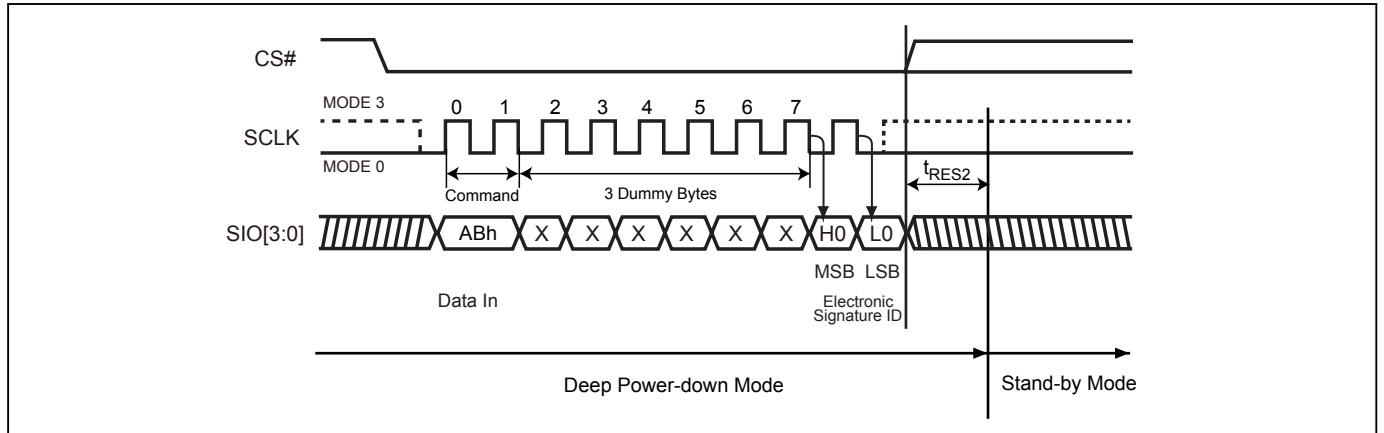 CS#
MODE 3
0 1 2 3 4 5 6 7
SCLK
MODE 0
tRES2
Command
3 Dummy Bytes
SIO[3:0]
ABh X X X X X X H0 L0
MSB LSB
Data In
Electronic
Signature ID
Deep Power-down Mode
Stand-by Mode